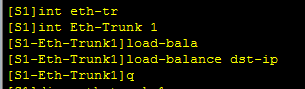 [S1]int eth-tr
[S1]int Eth-Trunk 1
[S1-Eth-Trunk1]load-bala
[S1-Eth-Trunk1]load-balance dst-ip
[S1-Eth-Trunk1]q